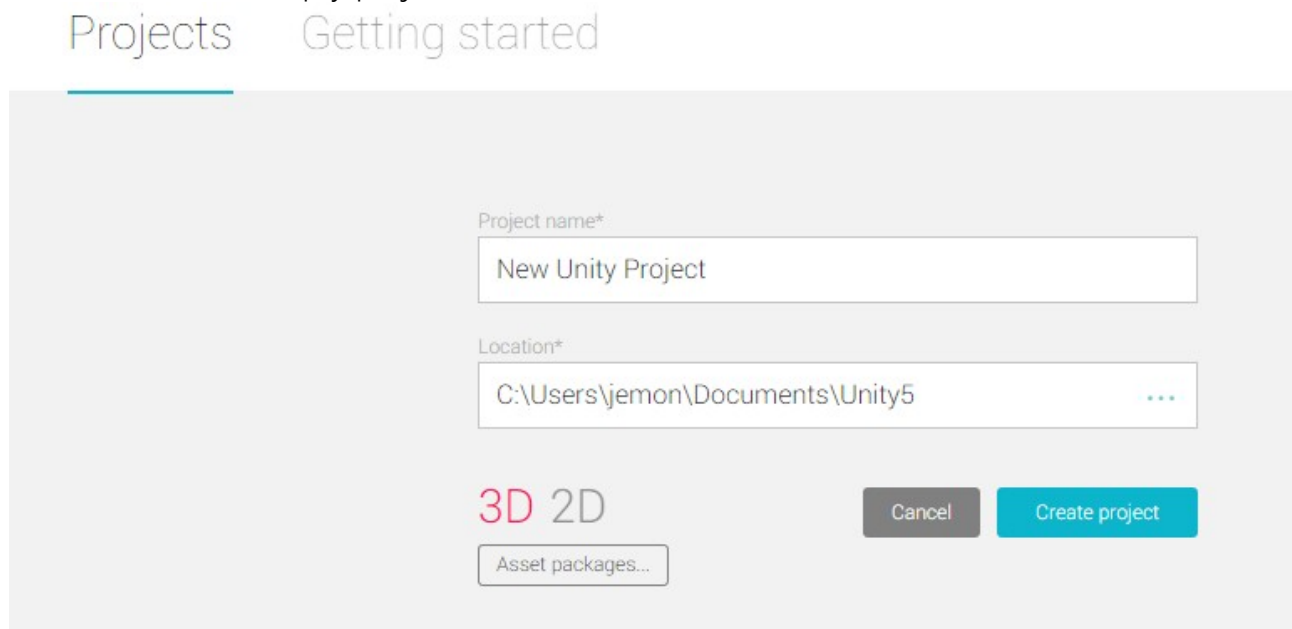 Projects Getting started
Project name*
New Unity Project
Location*
C:\Users\jemon\Documents\Unity5 ...
3D 2D Cancel Create project
Asset packages...